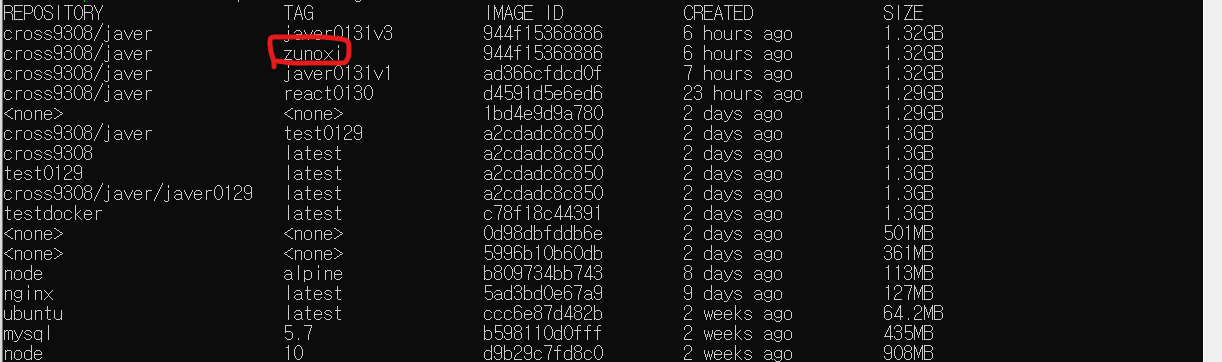 REPOSITORY TAG IMAGE ID CREATED SIZE
cross9308/javer javer0131v3 944f15368886 6 hours ago 1.32GB
cross9308/javer zunoxi 944f15368886 6 hours ago 1.32GB
cross9308/javer javer0131v1 ad366cfdcd0f 7 hours ago 1.32GB
cross9308/javer react0130 d4591d5e6ed6 23 hours ago 1.29GB
<none> <none> 1bd4e9d9a780 2 days ago 1.29GB
cross9308/javer test0129 a2cdadc8c850 2 days ago 1.3GB
cross9308 latest a2cdadc8c850 2 days ago 1.3GB
test0129 latest a2cdadc8c850 2 days ago 1.3GB
cross9308/javer/javer0129 latest a2cdadc8c850 2 days ago 1.3GB
testdocker latest c78f18c44391 2 days ago 1.3GB
<none> <none> 0d98dbfddb6e 2 days ago 501MB
<none> <none> 5996b10b60db 2 days ago 361MB
node alpine b809734bb743 8 days ago 113MB
nginx latest 5ad3bd0e67a9 9 days ago 127MB
ubuntu latest ccc6e87d482b 2 weeks ago 64.2MB
mysql 5.7 b598110d0fff 2 weeks ago 435MB
node 10 d9b29c7fd8c0 2 weeks ago 908MB